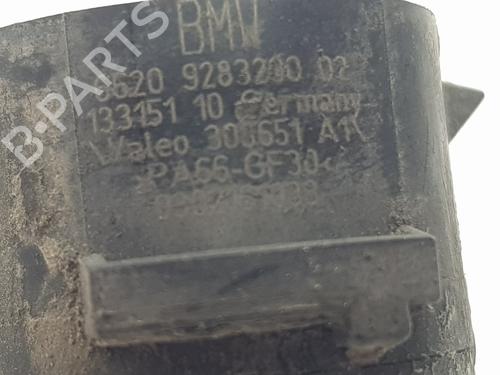 BMW
6620 9283200 02
133151 10 Germany
Valeo 306651 A1
PA66-GF30<
B-PARTS